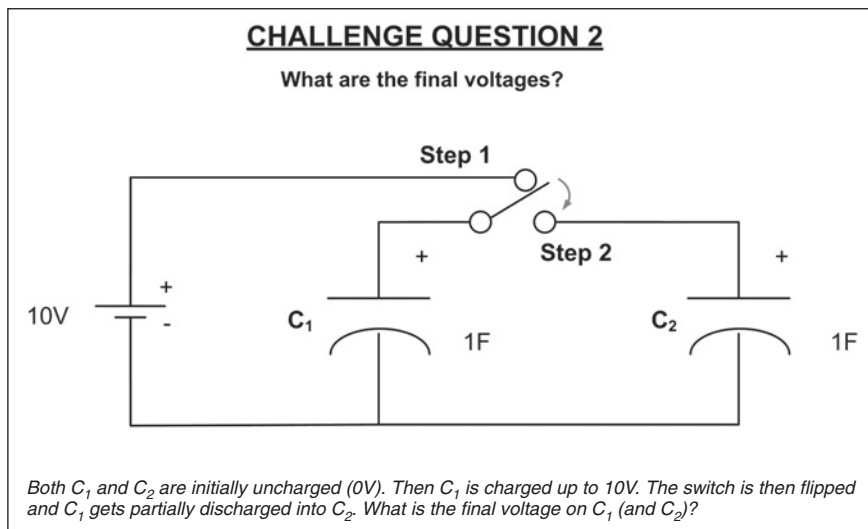 CHALLENGE QUESTION 2
What are the final voltages?
Step 1
Step 2
+
+
+
10V
-
C₁
1F
C₂
1F
Both C₁ and C₂ are initially uncharged (0V). Then C₁ is charged up to 10V. The switch is then flipped
and C₁ gets partially discharged into C₂. What is the final voltage on C₁ (and C₂)?